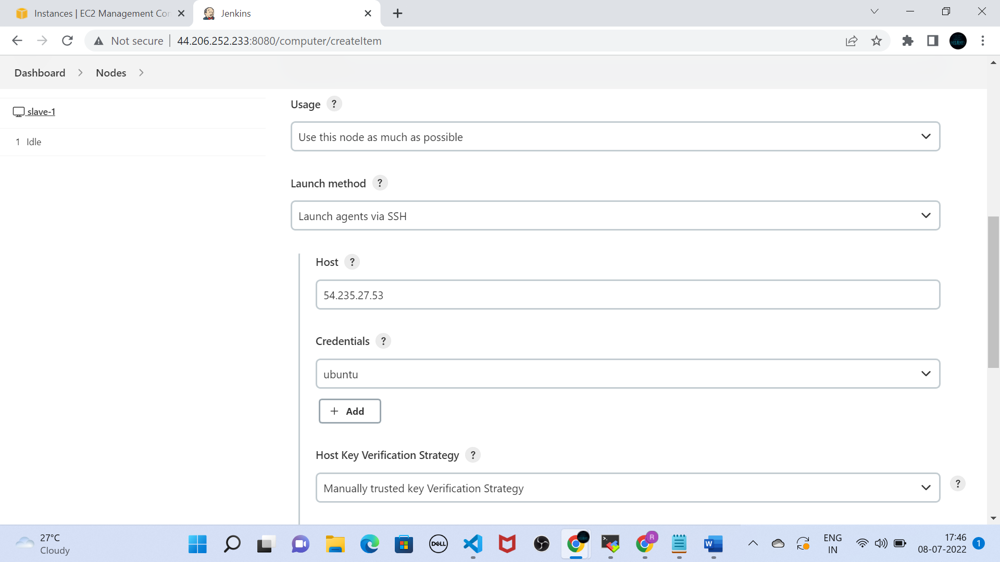 Instances | EC2 Management Con
Jenkins
Not secure
44.206.252.233:8080/computer/createItem
Dashboard
Nodes
slave-1
1 Idle
Usage ?
Use this node as much as possible
Launch method ?
Launch agents via SSH
Host ?
54.235.27.53
Credentials ?
ubuntu
+ Add
Host Key Verification Strategy ?
Manually trusted key Verification Strategy
?
27°C
Cloudy
DELL
R
W
ENG
IN
17:46
08-07-2022
1